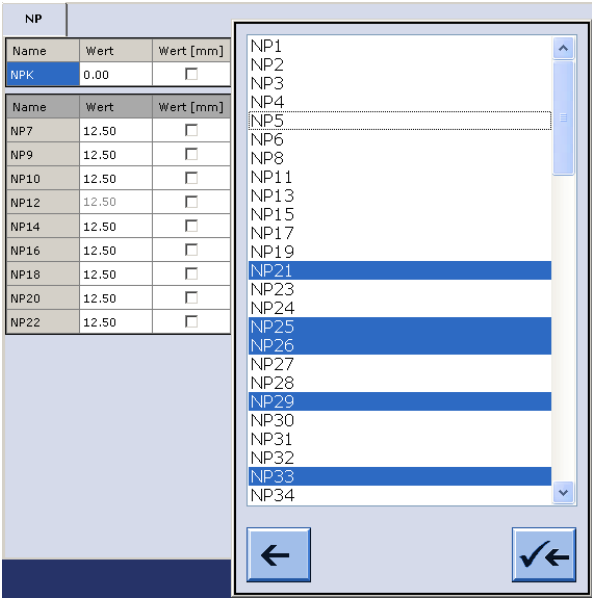 NP
Name Wert Wert [mm]
NPK 0.00
Name Wert Wert [mm]
NP7 12.50
NP9 12.50
NP10 12.50
NP12 12.50
NP14 12.50
NP16 12.50
NP18 12.50
NP20 12.50
NP22 12.50
NP1
NP2
NP3
NP4
NP5
NP6
NP8
NP11
NP13
NP15
NP17
NP19
NP21
NP23
NP24
NP25
NP26
NP27
NP28
NP29
NP30
NP31
NP32
NP33
NP34